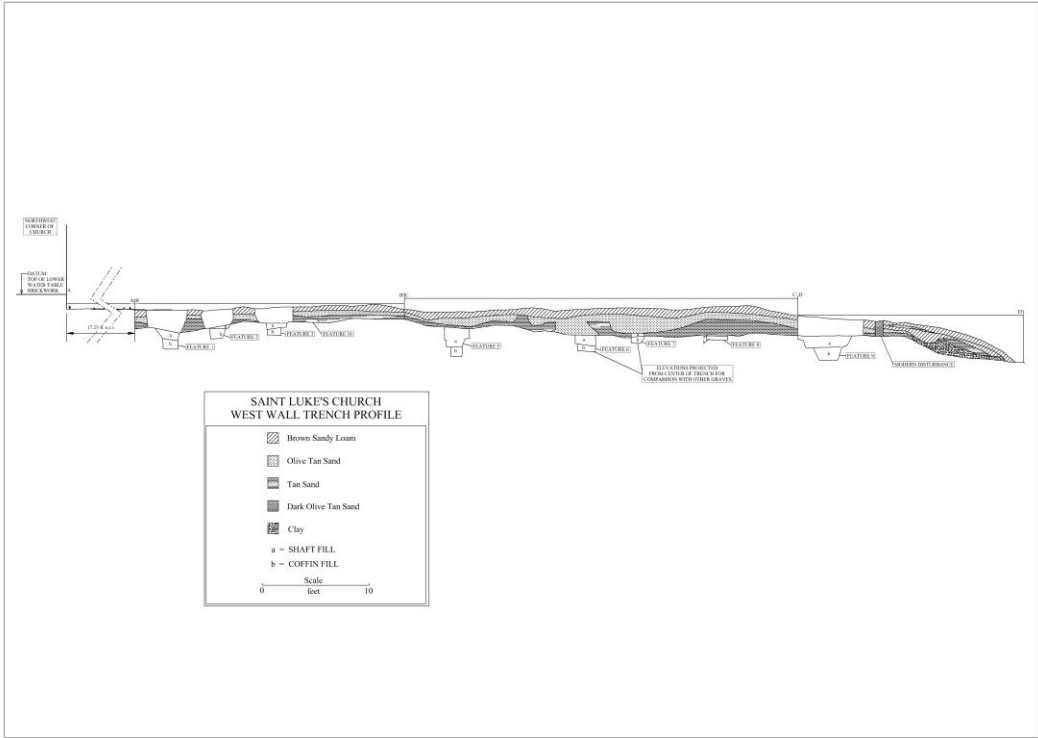 NORTHWEST
CORNER OF
CHURCH
DATUM:
TOP OF LOWER
WATER TABLE
BRICKWORK
A
17.23 ft. a.s.l.
a
b
FEATURE 1
b
FEATURE 2
a
b
FEATURE 3
FEATURE 10
a
b
FEATURE 5
a
b
FEATURE 6
FEATURE 7
FEATURE 8
ELEVATIONS PROJECTED
FROM CENTER OF TRENCH FOR
COMPARISON WITH OTHER GRAVES
a
b
FEATURE 9
MODERN DISTURBANCE
SAINT LUKE'S CHURCH
WEST WALL TRENCH PROFILE
Brown Sandy Loam
Olive Tan Sand
Tan Sand
Dark Olive Tan Sand
Clay
a = SHAFT FILL
b = COFFIN FILL
Scale
0 feet 10